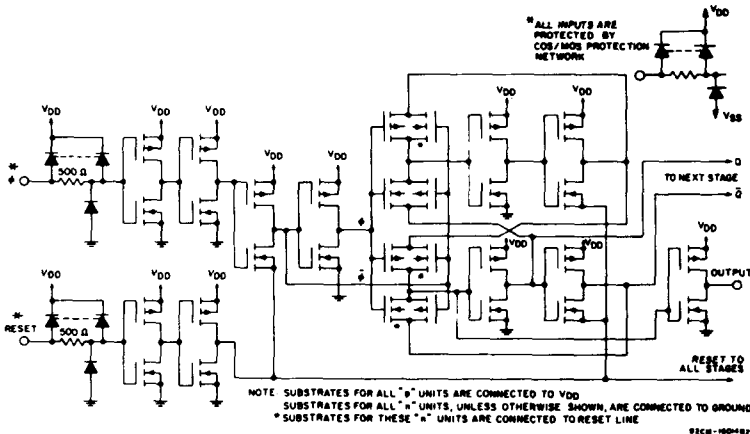 * ALL INPUTS ARE
PROTECTED BY
COS/MOS PROTECTION
NETWORK
VDD
VSS
VDD
VDD
VDD
VDD
VDD
VDD
VDD
*
ϕ
500 Ω
VDD
VDD
ϕ
ϕ̅
*
*
*
Q
TO NEXT STAGE
Q̅
VDD
VDD
VDD
OUTPUT
VDD
VDD
VDD
*
RESET
500 Ω
RESET TO
ALL STAGES
NOTE: SUBSTRATES FOR ALL "p" UNITS ARE CONNECTED TO VDD
SUBSTRATES FOR ALL "n" UNITS, UNLESS OTHERWISE SHOWN, ARE CONNECTED TO GROUND
* SUBSTRATES FOR THESE "n" UNITS ARE CONNECTED TO RESET LINE